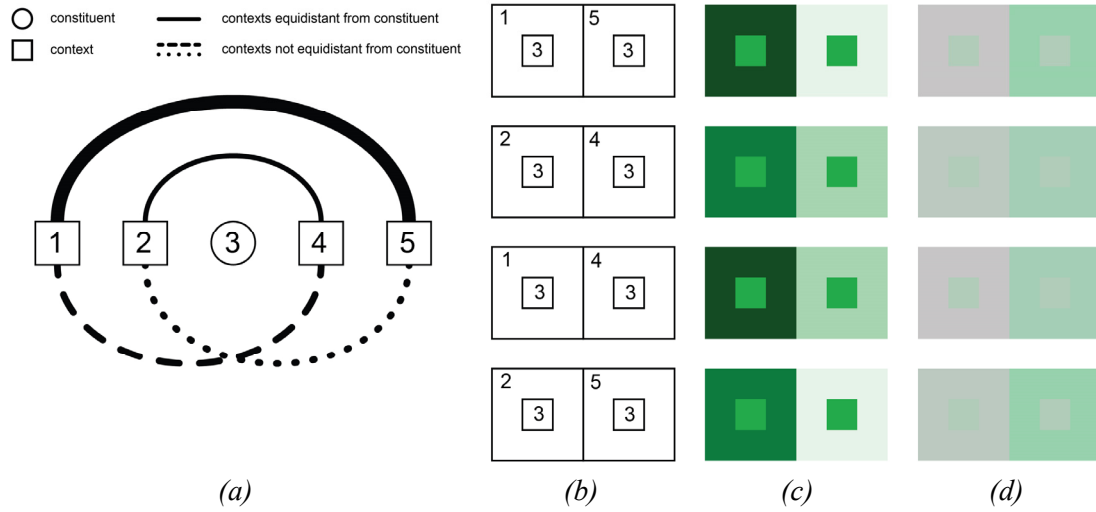 constituent contexts equidistant from constituent
context contexts not equidistant from constituent
1 5
3 3
2 4
3 3
1 2 3 4 5
1 4
3 3
2 5
3 3
(a) (b) (c) (d)